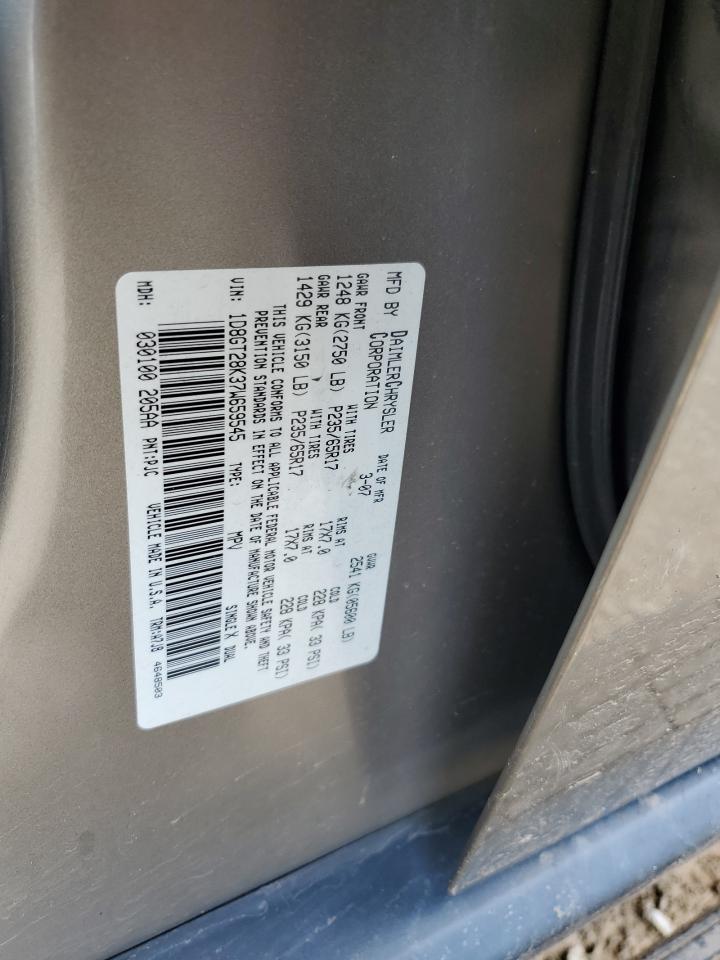 MFD BY DAIMLERCHRYSLER CORPORATION
DATE OF MFR 3-07
GVWR 2541 KG(05600 LB)
GAWR FRONT 1248 KG(2750 LB)
WITH TIRES P235/65R17
RIMS AT 17X7.0
COLD 228 KPA( 33 PSI)
GAWR REAR 1429 KG(3150 LB)
WITH TIRES P235/65R17
RIMS AT 17X7.0
COLD 228 KPA( 33 PSI)
THIS VEHICLE CONFORMS TO ALL APPLICABLE FEDERAL MOTOR VEHICLE SAFETY AND THEFT
PREVENTION STANDARDS IN EFFECT ON THE DATE OF MANUFACTURE SHOWN ABOVE.
VIN: 1D8GT28K37W659545 TYPE: MPV SINGLE X DUAL
MDH: 030100 205AA PNT:PJC VEHICLE MADE IN U.S.A. TRM:A7J8 4648503